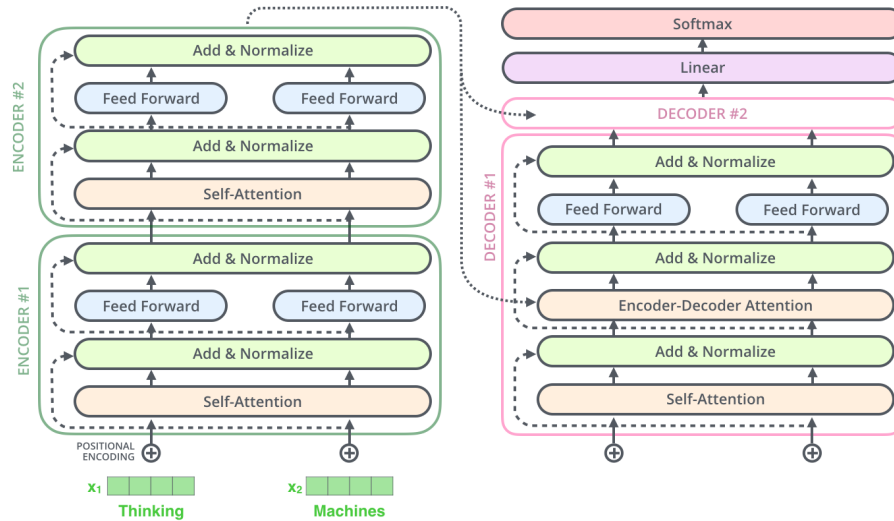 ENCODER #2
Add & Normalize
Feed Forward
Feed Forward
Add & Normalize
Self-Attention
ENCODER #1
Add & Normalize
Feed Forward
Feed Forward
Add & Normalize
Self-Attention
POSITIONAL
ENCODING
x1
x2
Thinking
Machines
Softmax
Linear
DECODER #2
DECODER #1
Add & Normalize
Feed Forward
Feed Forward
Add & Normalize
Encoder-Decoder Attention
Add & Normalize
Self-Attention